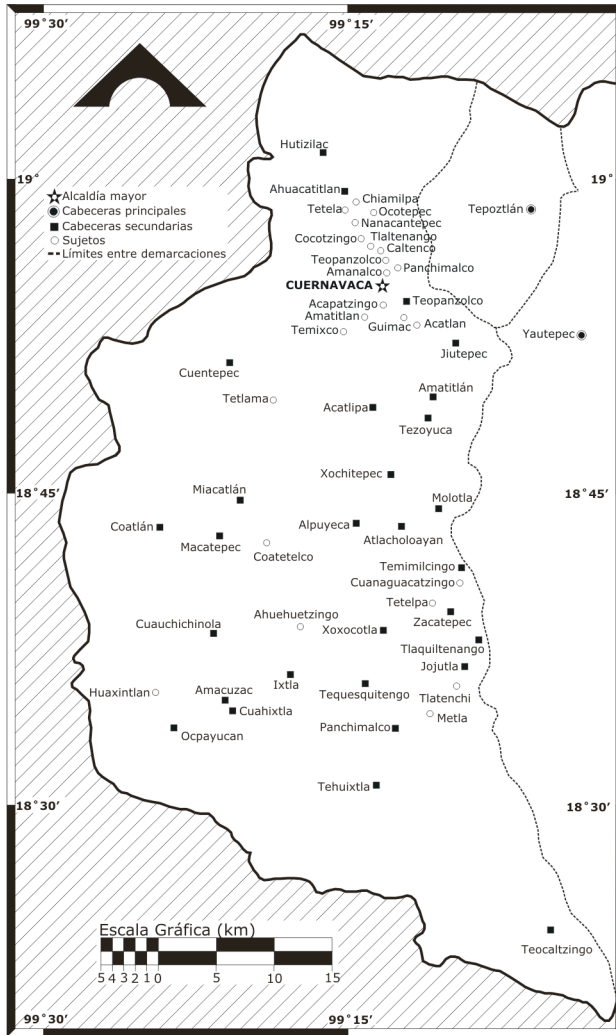 99°30’ 99°15’
Hutizilac
19° 19°
Ahuacatitlan
Alcaldía mayor
Cabeceras principales
Cabeceras secundarias
Sujetos
Límites entre demarcaciones
Chiamilpa
Tetela Ocotepec
Nanacantepec
Tepoztlán
Cocotzingo Tlaltenango
Caltenco
Teopanzolco
Amanalco Panchimalco
CUERNAVACA
Acapatzingo Teopanzolco
Amatitlan
Temixco Guimac Acatlan
Yautepec
Jiutepec
Cuentepec
Tetlama
Amatitlán
Acatlipa
Tezoyuca
Xochitepec
18°45’ 18°45’
Miacatlán
Molotla
Coatlán
Alpuyeca
Macatepec Atlacholoayan
Coatetelco
Temimilcingo
Cuanaguacatzingo
Tetelpa
Ahuehuetzingo
Zacatepec
Cuauchichinola
Xoxocotla
Tlaquiltenango
Jojutla
Ixtla
Huaxintlan
Amacuzac
Tequesquitengo
Tlatenchi
Cuahixtla
Metla
Ocpayucan
Panchimalco
Tehuixtla
18°30’ 18°30’
Escala Gráfica (km)
5 4 3 2 1 0 5 10 15
Teocaltzingo
99°30’ 99°15’